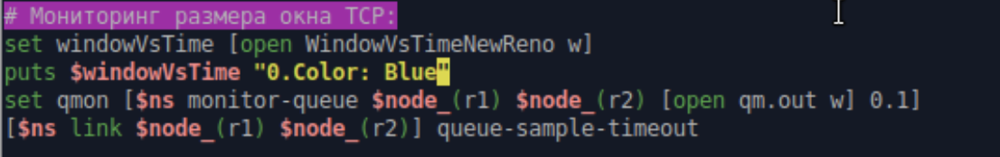 # Мониторинг размера окна TCP:
set windowVsTime [open WindowVsTimeNewReno w]
puts $windowVsTime "0.Color: Blue"
set qmon [$ns monitor-queue $node_(r1) $node_(r2) [open qm.out w] 0.1]
[$ns link $node_(r1) $node_(r2)] queue-sample-timeout